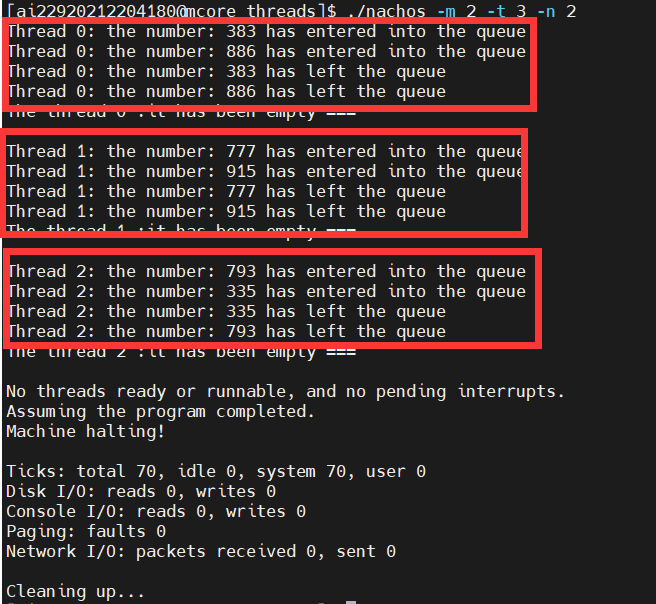 [ai22920212204180@mcore threads]$ ./nachos -m 2 -t 3 -n 2
Thread 0: the number: 383 has entered into the queue
Thread 0: the number: 886 has entered into the queue
Thread 0: the number: 383 has left the queue
Thread 0: the number: 886 has left the queue
The thread 0 :it has been empty ===
Thread 1: the number: 777 has entered into the queue
Thread 1: the number: 915 has entered into the queue
Thread 1: the number: 777 has left the queue
Thread 1: the number: 915 has left the queue
The thread 1 :it has been empty ===
Thread 2: the number: 793 has entered into the queue
Thread 2: the number: 335 has entered into the queue
Thread 2: the number: 335 has left the queue
Thread 2: the number: 793 has left the queue
The thread 2 :it has been empty ===
No threads ready or runnable, and no pending interrupts.
Assuming the program completed.
Machine halting!
Ticks: total 70, idle 0, system 70, user 0
Disk I/O: reads 0, writes 0
Console I/O: reads 0, writes 0
Paging: faults 0
Network I/O: packets received 0, sent 0
Cleaning up...